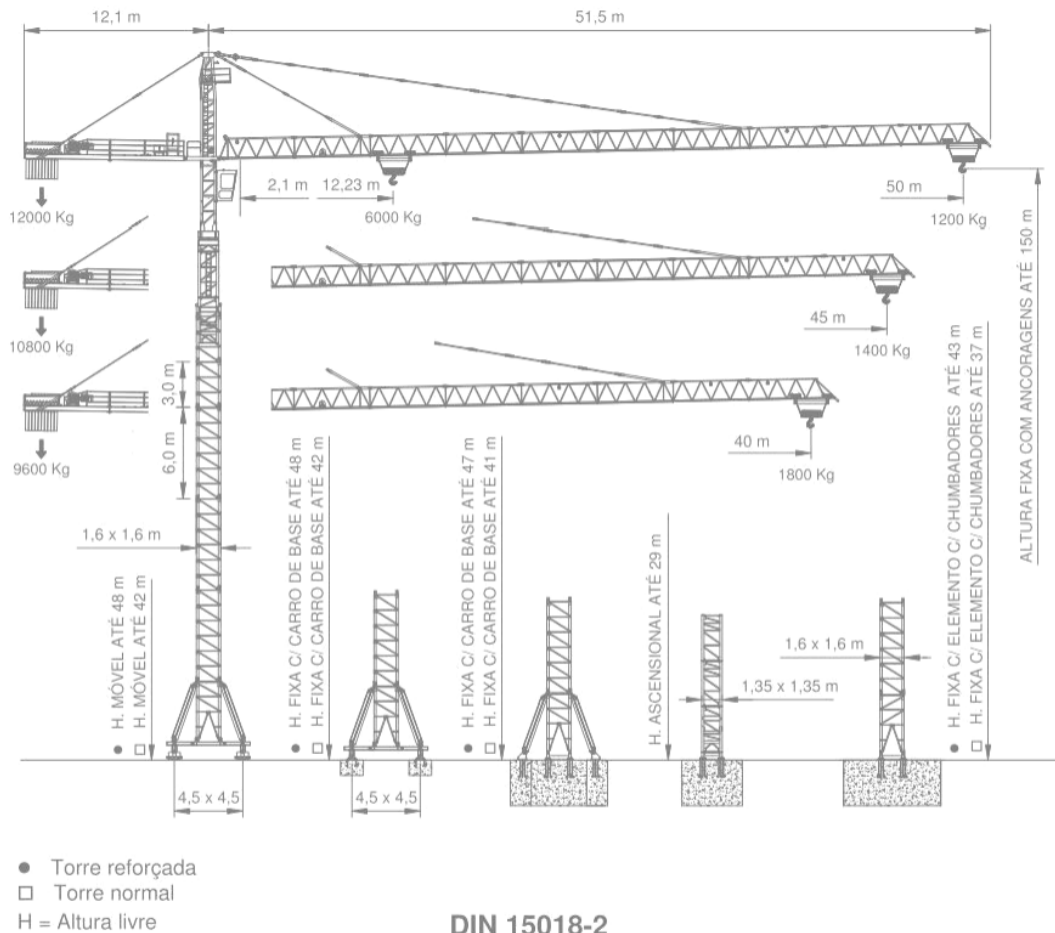 12,1 m
51,5 m
2,1 m
12,23 m
50 m
12000 Kg
6000 Kg
1200 Kg
10800 Kg
45 m
1400 Kg
3,0 m
6,0 m
9600 Kg
40 m
1800 Kg
ALTURA FIXA COM ANCORAGENS ATÉ 150 m
1,6 x 1,6 m
● H. MÓVEL ATÉ 48 m
□ H. MÓVEL ATÉ 42 m
● H. FIXA C/ CARRO DE BASE ATÉ 48 m
□ H. FIXA C/ CARRO DE BASE ATÉ 42 m
● H. FIXA C/ CARRO DE BASE ATÉ 47 m
□ H. FIXA C/ CARRO DE BASE ATÉ 41 m
H. ASCENSIONAL ATÉ 29 m
1,35 x 1,35 m
1,6 x 1,6 m
● H. FIXA C/ ELEMENTO C/ CHUMBADORES ATÉ 43 m
□ H. FIXA C/ ELEMENTO C/ CHUMBADORES ATÉ 37 m
4,5 x 4,5
4,5 x 4,5
● Torre reforçada
□ Torre normal
H = Altura livre
DIN 15018-2